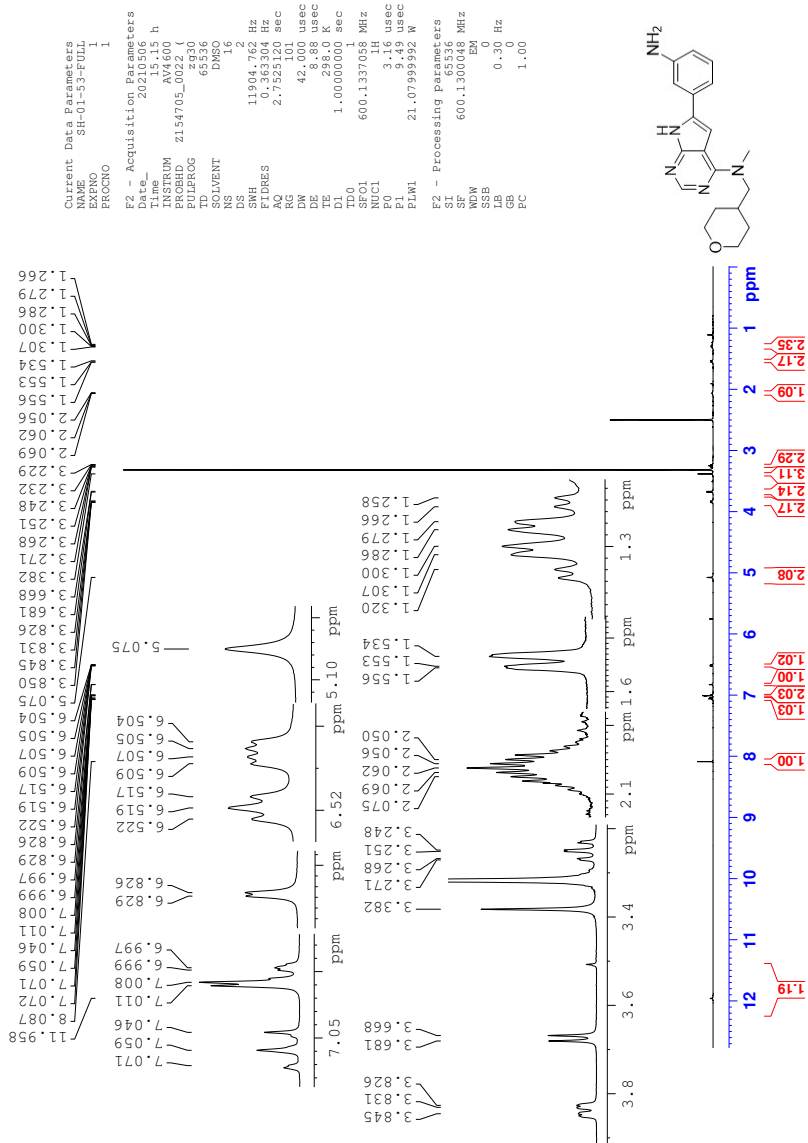 Current Data Parameters
NAME SH-01-53-FULL
EXPNO 1
PROCNO 1
F2 - Acquisition Parameters
Date_ 20210506
Time 15.15 h
INSTRUM AV4600
PROBHD Z154705_0022 (
PULPROG zg30
TD 65536
SOLVENT DMSO
NS 16
DS 2
SWH 11904.762 Hz
FIDRES 0.363304 Hz
AQ 2.7525120 sec
RG 101
DW 42.000 usec
DE 8.88 usec
TE 298.0 K
D1 1.00000000 sec
TD0 1
SFO1 600.1337058 MHz
NUC1 1H
P0 3.16 usec
P1 9.49 usec
PLW1 21.07999992 W
F2 - Processing parameters
SI 65536
SF 600.1300048 MHz
WDW EM
SSB 0
LB 0.30 Hz
GB 0
PC 1.00
NH2
H
N
N
N
N
N
O
1.266
1.279
1.286
1.300
1.307
1.534
1.553
1.556
2.056
2.062
2.069
3.229
3.232
3.248
3.251
3.268
3.271
3.382
3.668
3.681
3.826
3.831
3.845
3.850
5.075
6.504
6.505
6.507
6.509
6.517
6.519
6.522
6.826
6.829
6.997
6.999
7.008
7.011
7.046
7.059
7.071
7.072
8.087
11.958
5.075
5.10 ppm
6.504
6.505
6.507
6.509
6.517
6.519
6.522
6.52 ppm
6.826
6.829
ppm
6.997
6.999
7.008
7.011
7.046
7.059
7.071
7.05 ppm
1.258
1.266
1.279
1.286
1.300
1.307
1.320
1.3 ppm
1.534
1.553
1.556
1.6 ppm
2.050
2.056
2.062
2.069
2.075
2.1 ppm
3.248
3.251
3.268
3.271
3.382
3.668
3.681
3.826
3.831
3.845
3.8 3.6 3.4 ppm
12 11 10 9 8 7 6 5 4 3 2 1 ppm
1.19
1.00
1.03
2.03
1.00
1.02
2.08
2.17
2.14
3.11
2.29
1.09
2.17
2.35